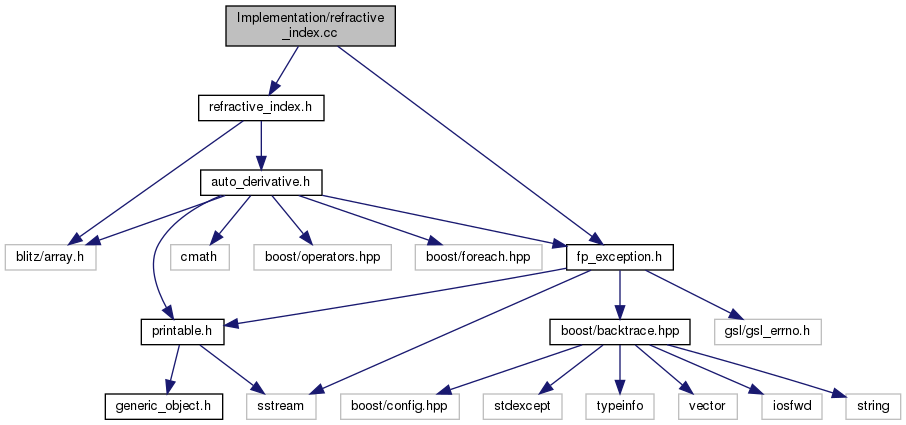 Implementation/refractive
_index.cc
refractive_index.h
auto_derivative.h
blitz/array.h
cmath
boost/operators.hpp
boost/foreach.hpp
fp_exception.h
printable.h
boost/backtrace.hpp
gsl/gsl_errno.h
generic_object.h
sstream
boost/config.hpp
stdexcept
typeinfo
vector
iosfwd
string